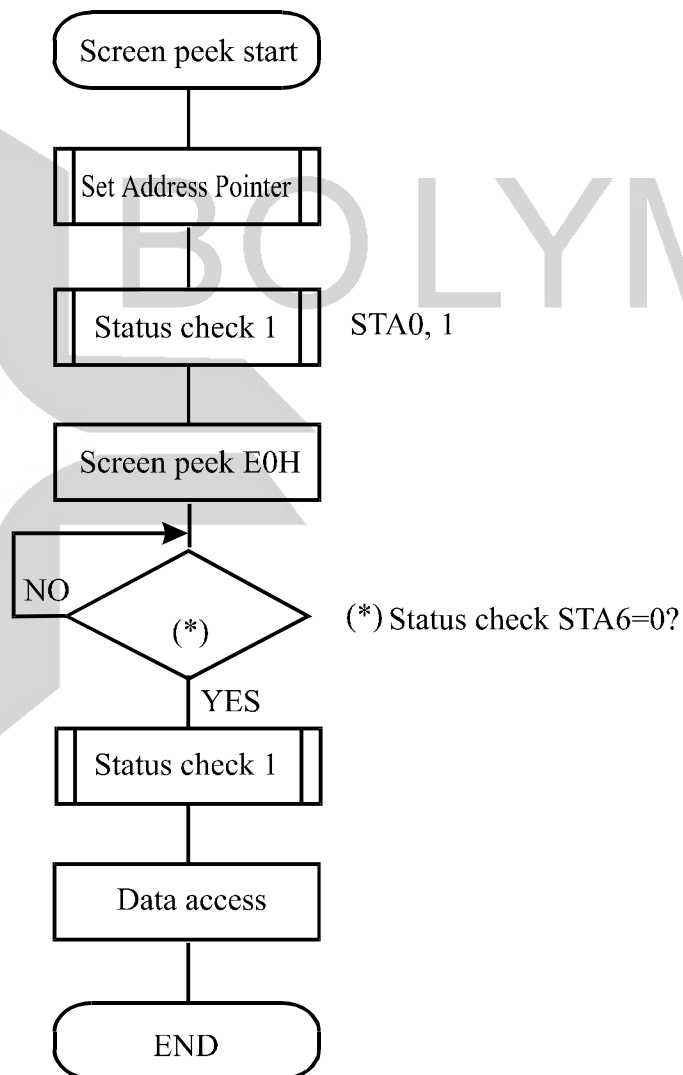 Screen peek start
Set Address Pointer
Status check 1
STA0, 1
Screen peek E0H
NO
(*)
(*) Status check STA6=0?
YES
Status check 1
Data access
END
BOLYM